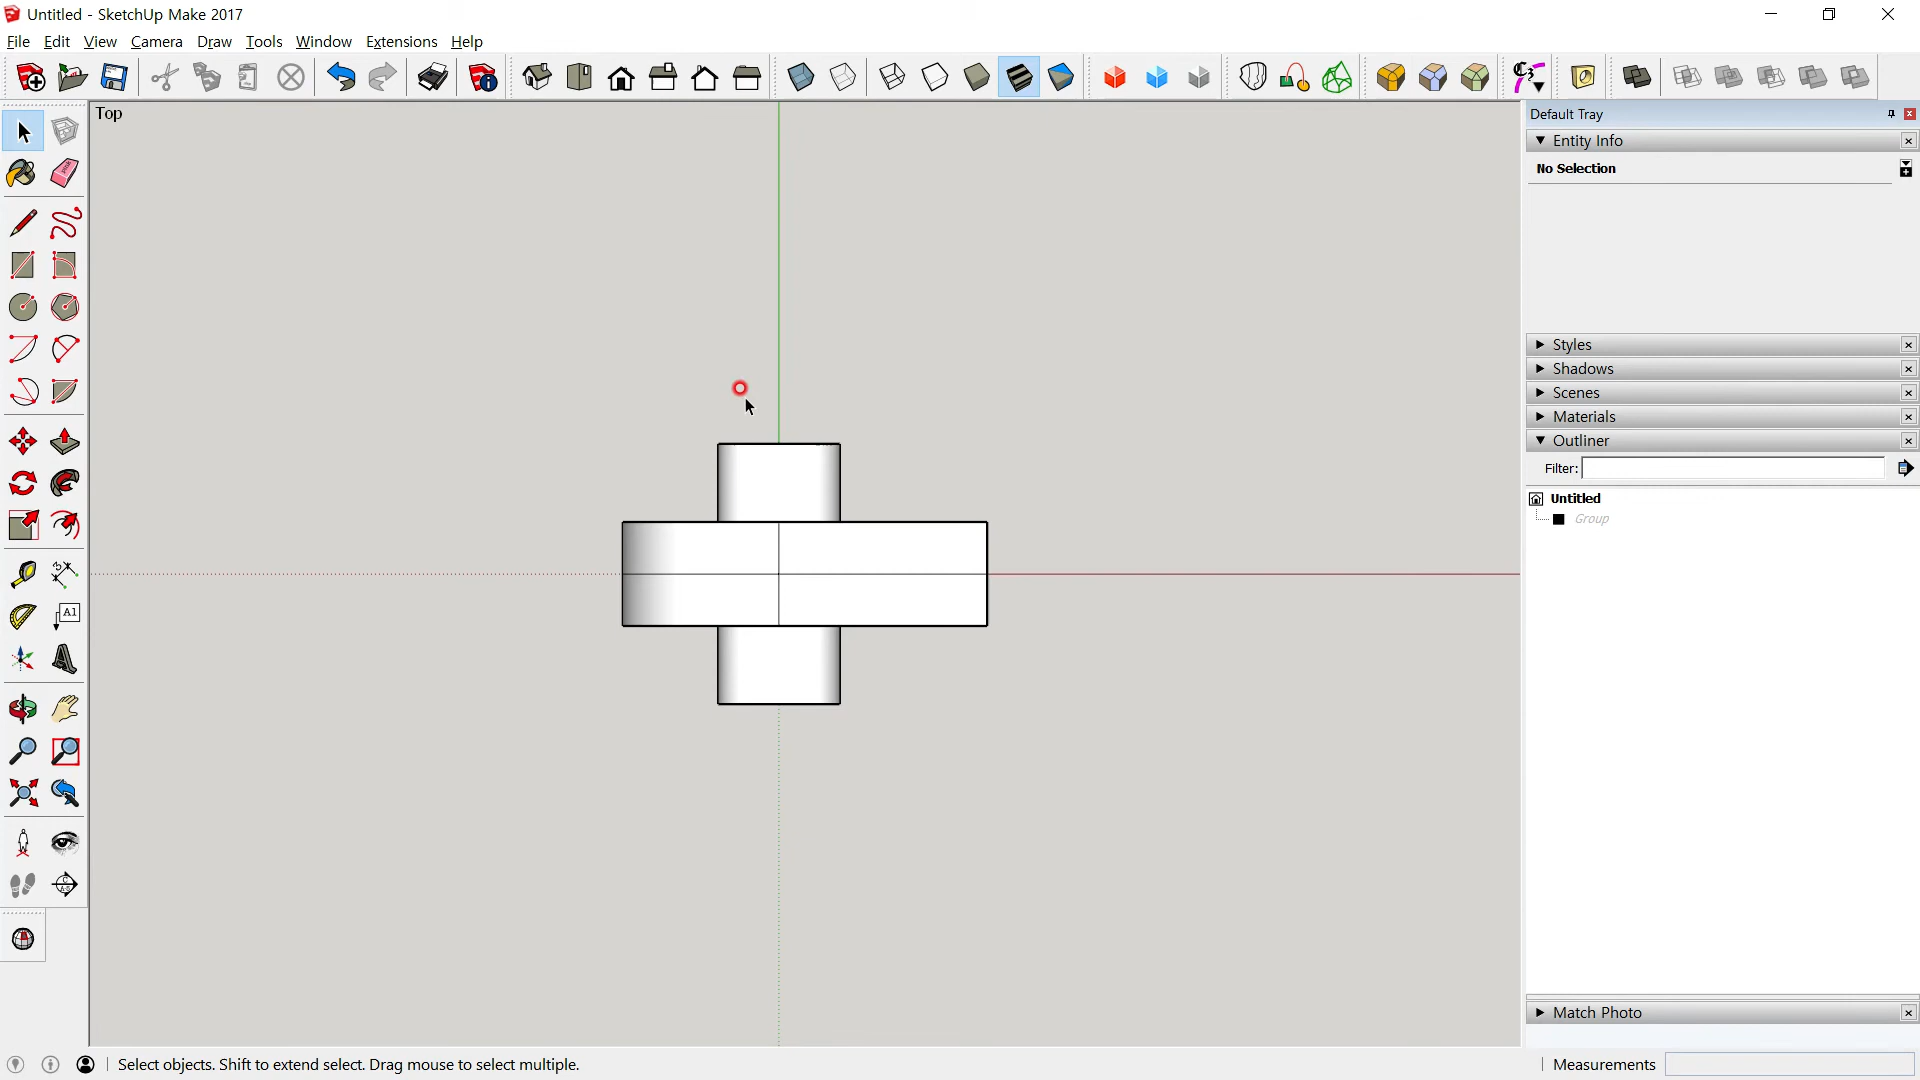 Untitled - SketchUp Make 2017
File Edit View Camera Draw Tools Window Extensions Help
Top
Default Tray
Entity Info
No Selection
Styles
Shadows
Scenes
Materials
Outliner
Filter:
Untitled
Group
A1
Match Photo
Select objects. Shift to extend select. Drag mouse to select multiple.
Measurements